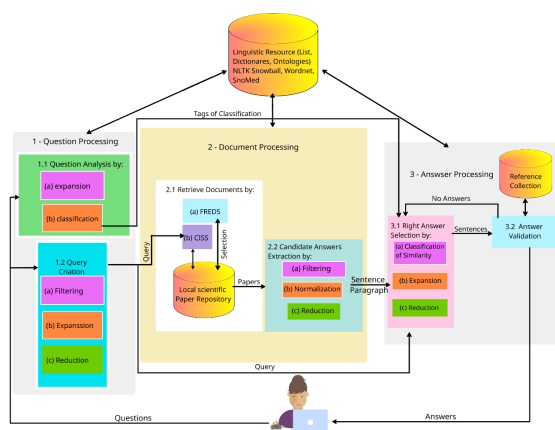 Linguistic Resource (List,
Dictionares, Ontologies)
NLTK Snowball, Wordnet,
SnoMed
Tags of Classification
1 - Question Processing
1.1 Question Analysis by:
(a) expansion
(b) classification
1.2 Query
Criation
(a) Filtering
(b) Expanssion
(c) Reduction
2 - Document Processing
2.1 Retrieve Documents by:
(a) FREDS
(b) CISS
Query
Selection
Local scientific
Paper Repository
Papers
2.2 Candidate Answers
Extraction by:
(a) Filtering
(b) Normalization
(c) Reduction
Sentence
Paragraph
3 - Answser Processing
Reference
Collection
No Answers
3.1 Right Answer
Selection by:
(a) Classification
of Similarity
(b) Expansion
(c) Reduction
Sentences
3.2 Answer
Validation
Query
Questions
Answers